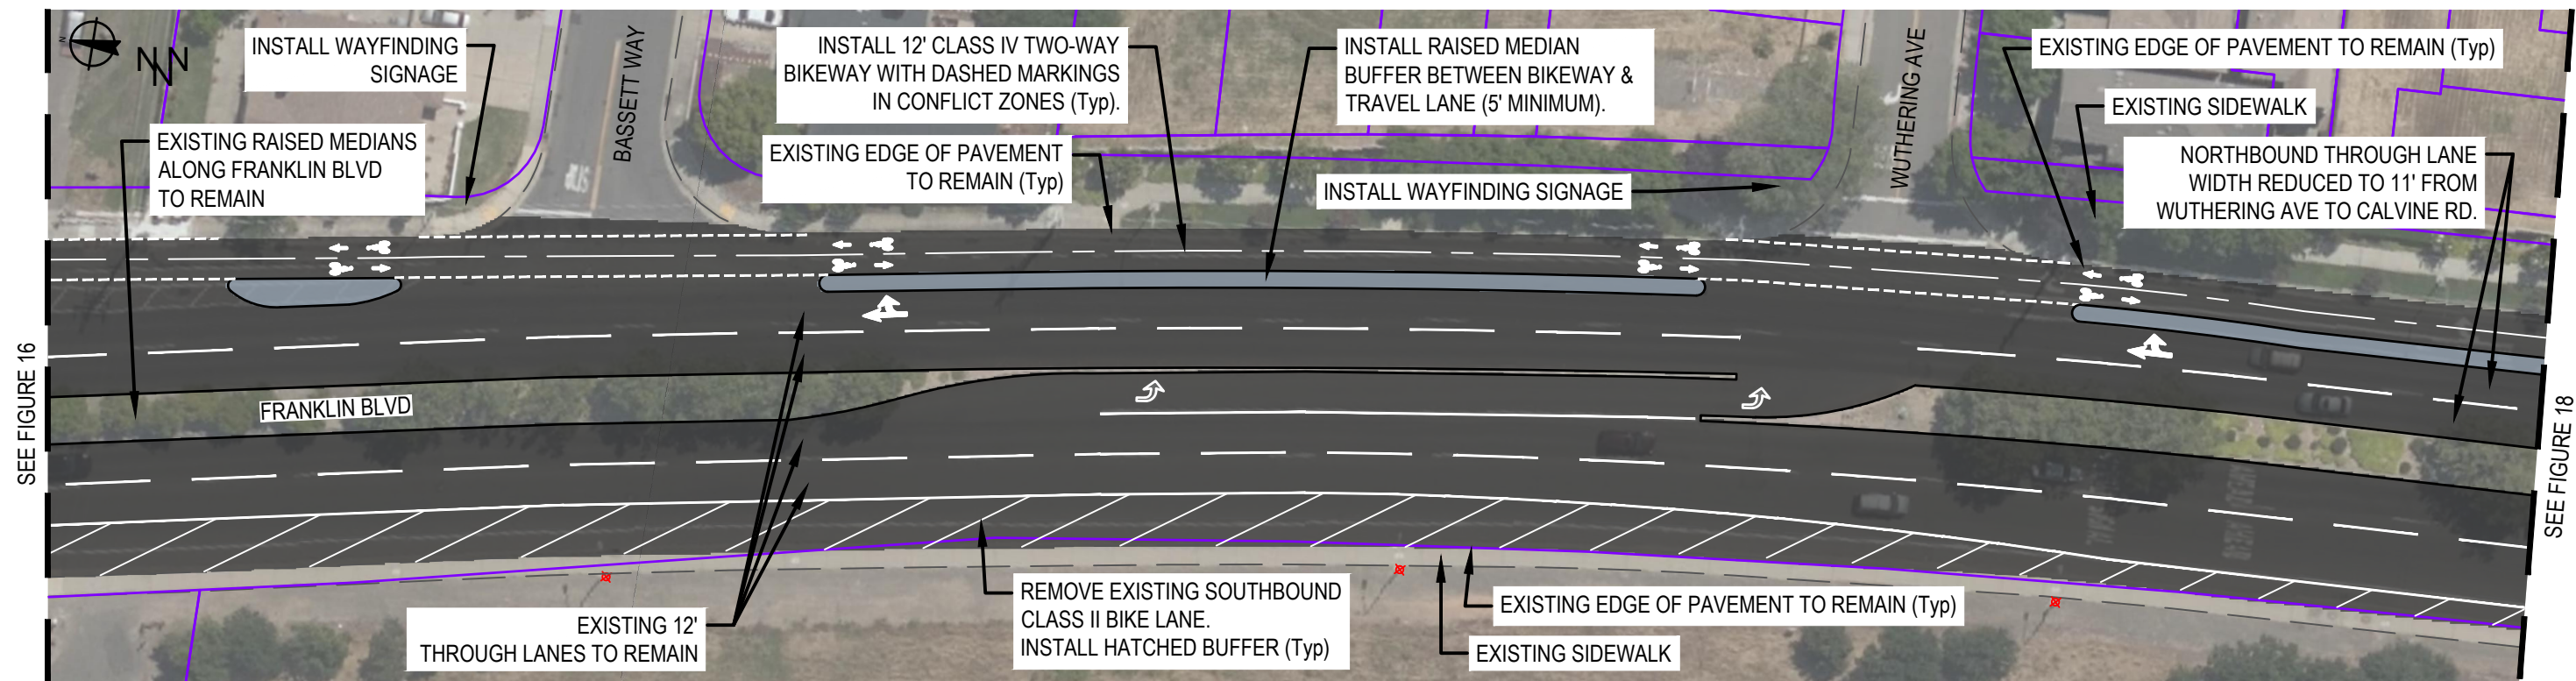 INSTALL WAYFINDING
SIGNAGE
EXISTING RAISED MEDIANS
ALONG FRANKLIN BLVD
TO REMAIN
BASSETT WAY
INSTALL 12' CLASS IV TWO-WAY
BIKEWAY WITH DASHED MARKINGS
IN CONFLICT ZONES (Typ).
EXISTING EDGE OF PAVEMENT
TO REMAIN (Typ)
INSTALL RAISED MEDIAN
BUFFER BETWEEN BIKEWAY &
TRAVEL LANE (5' MINIMUM).
INSTALL WAYFINDING SIGNAGE
WUTHERING AVE
EXISTING EDGE OF PAVEMENT TO REMAIN (Typ)
EXISTING SIDEWALK
NORTHBOUND THROUGH LANE
WIDTH REDUCED TO 11' FROM
WUTHERING AVE TO CALVINE RD.
SEE FIGURE 16
FRANKLIN BLVD
SEE FIGURE 18
EXISTING 12'
THROUGH LANES TO REMAIN
REMOVE EXISTING SOUTHBOUND
CLASS II BIKE LANE.
INSTALL HATCHED BUFFER (Typ)
EXISTING EDGE OF PAVEMENT TO REMAIN (Typ)
EXISTING SIDEWALK